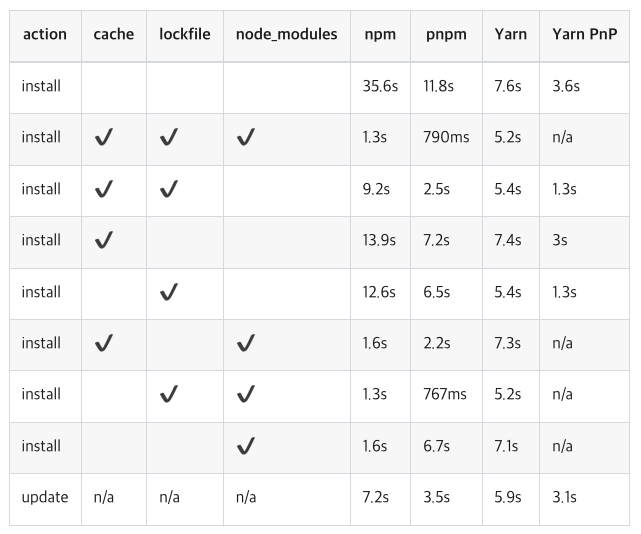 action cache lockfile node_modules npm pnpm Yarn Yarn PnP
install 35.6s 11.8s 7.6s 3.6s
install ✔ ✔ ✔ 1.3s 790ms 5.2s n/a
install ✔ ✔ 9.2s 2.5s 5.4s 1.3s
install ✔ 13.9s 7.2s 7.4s 3s
install ✔ 12.6s 6.5s 5.4s 1.3s
install ✔ ✔ 1.6s 2.2s 7.3s n/a
install ✔ ✔ 1.3s 767ms 5.2s n/a
install ✔ 1.6s 6.7s 7.1s n/a
update n/a n/a n/a 7.2s 3.5s 5.9s 3.1s